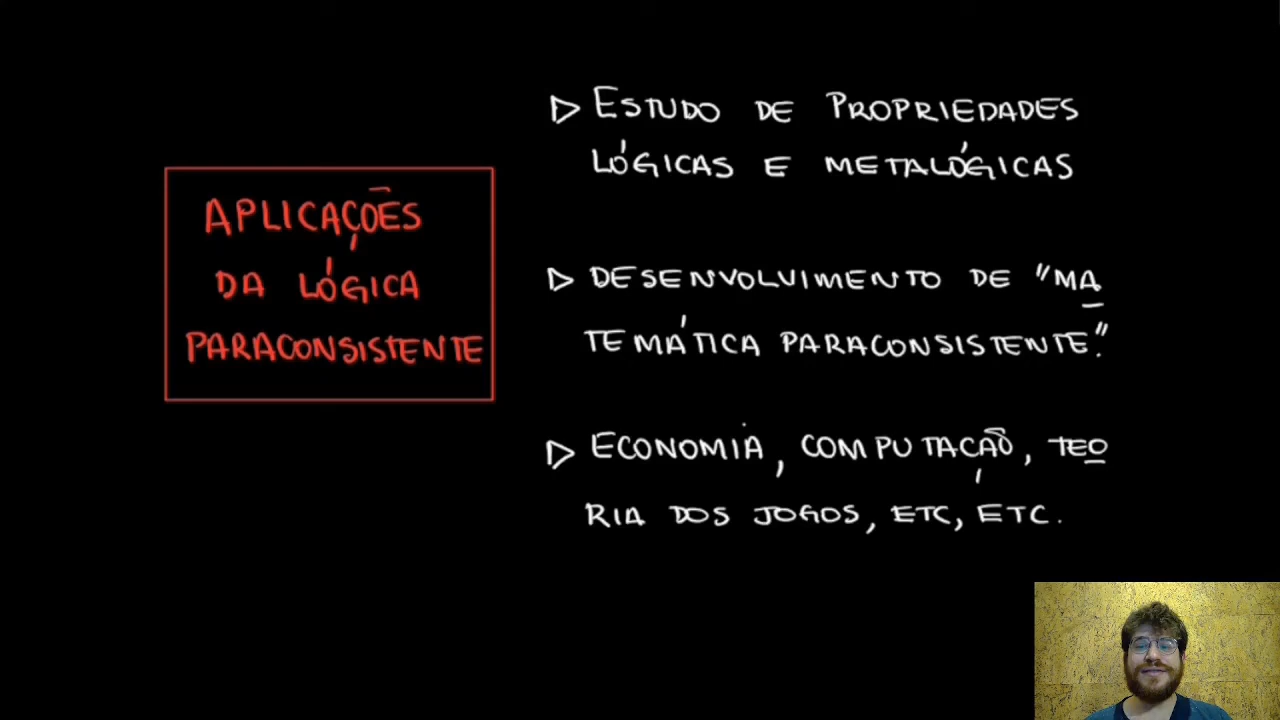 APLICAÇÕES
DA LÓGICA
PARACONSISTENTE
▷ ESTUDO DE PROPRIEDADES
LÓGICAS E METALÓGICAS
▷ DESENVOLVIMENTO DE "MA
TEMÁTICA PARACONSISTENTE."
▷ ECONOMIA, COMPUTAÇÃO, TEO
RIA DOS JOGOS, ETC, ETC.